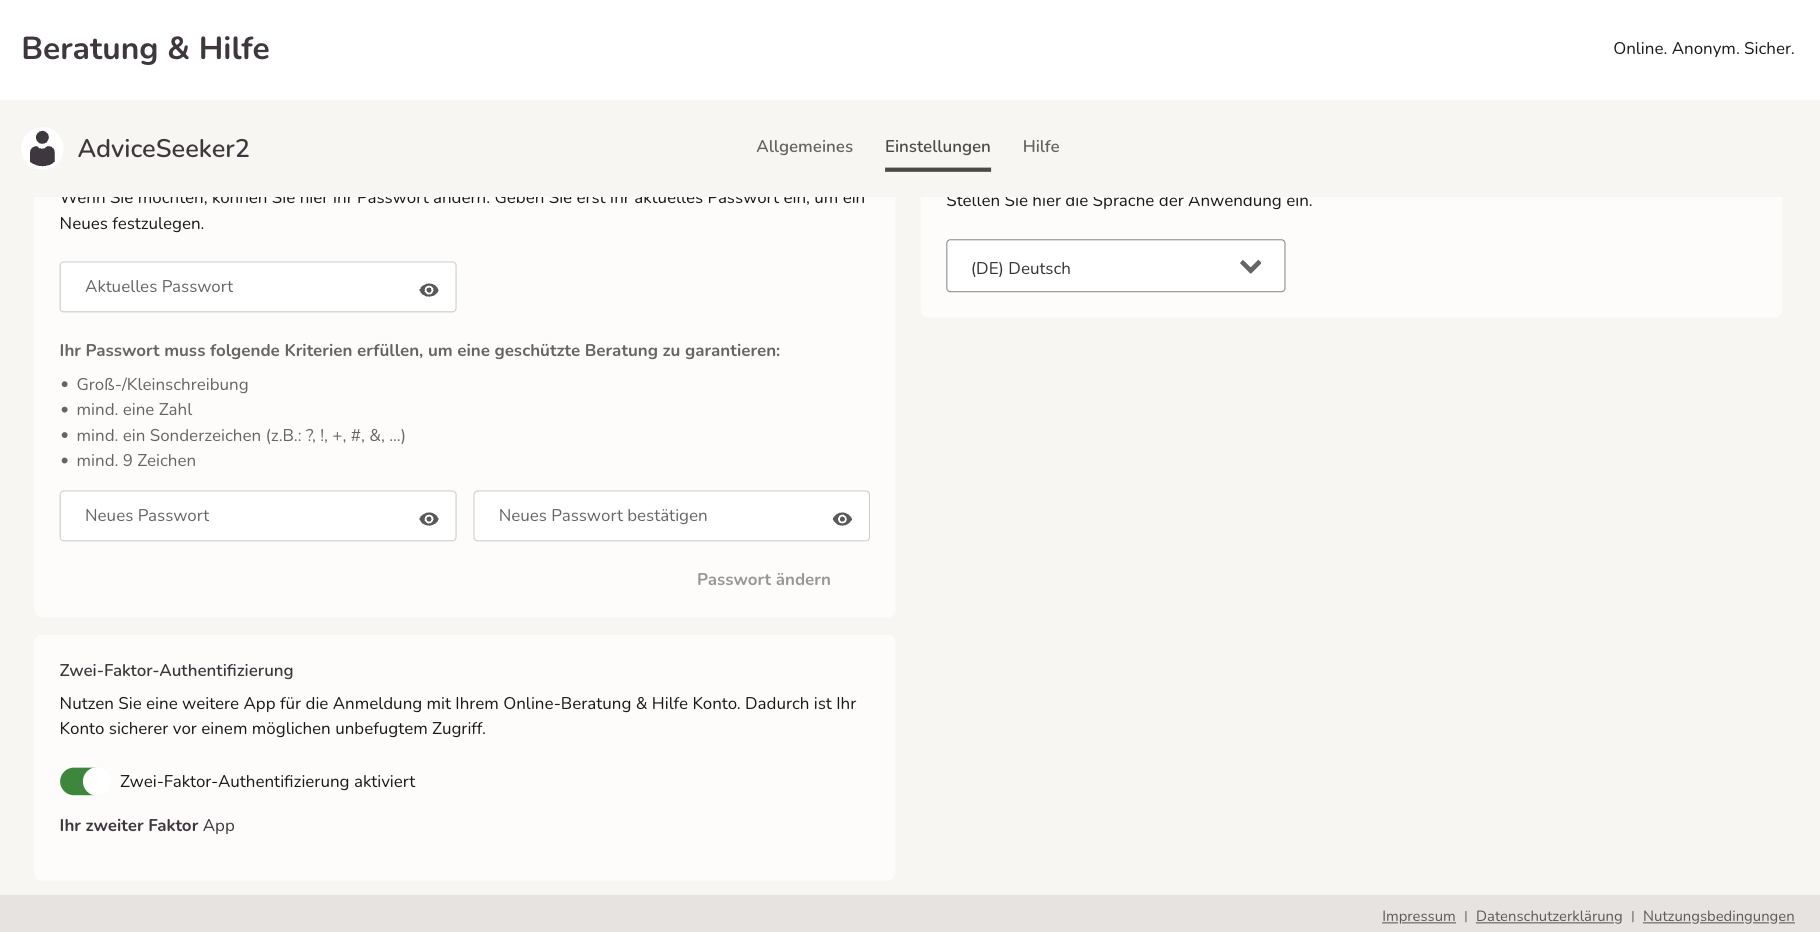 Beratung & Hilfe
Online. Anonym. Sicher.
AdviceSeeker2
Allgemeines
Einstellungen
Hilfe
Wenn Sie möchten, können Sie hier Ihr Passwort ändern. Geben Sie erst Ihr aktuelles Passwort ein, um ein
Neues festzulegen.
Aktuelles Passwort
Ihr Passwort muss folgende Kriterien erfüllen, um eine geschützte Beratung zu garantieren:
• Groß-/Kleinschreibung
• mind. eine Zahl
• mind. ein Sonderzeichen (z.B.: ?, !, +, #, &, ...)
• mind. 9 Zeichen
Neues Passwort
Neues Passwort bestätigen
Passwort ändern
Zwei-Faktor-Authentifizierung
Nutzen Sie eine weitere App für die Anmeldung mit Ihrem Online-Beratung & Hilfe Konto. Dadurch ist Ihr
Konto sicherer vor einem möglichen unbefugtem Zugriff.
Zwei-Faktor-Authentifizierung aktiviert
Ihr zweiter Faktor App
Stellen Sie hier die Sprache der Anwendung ein.
(DE) Deutsch
Impressum | Datenschutzerklärung | Nutzungsbedingungen